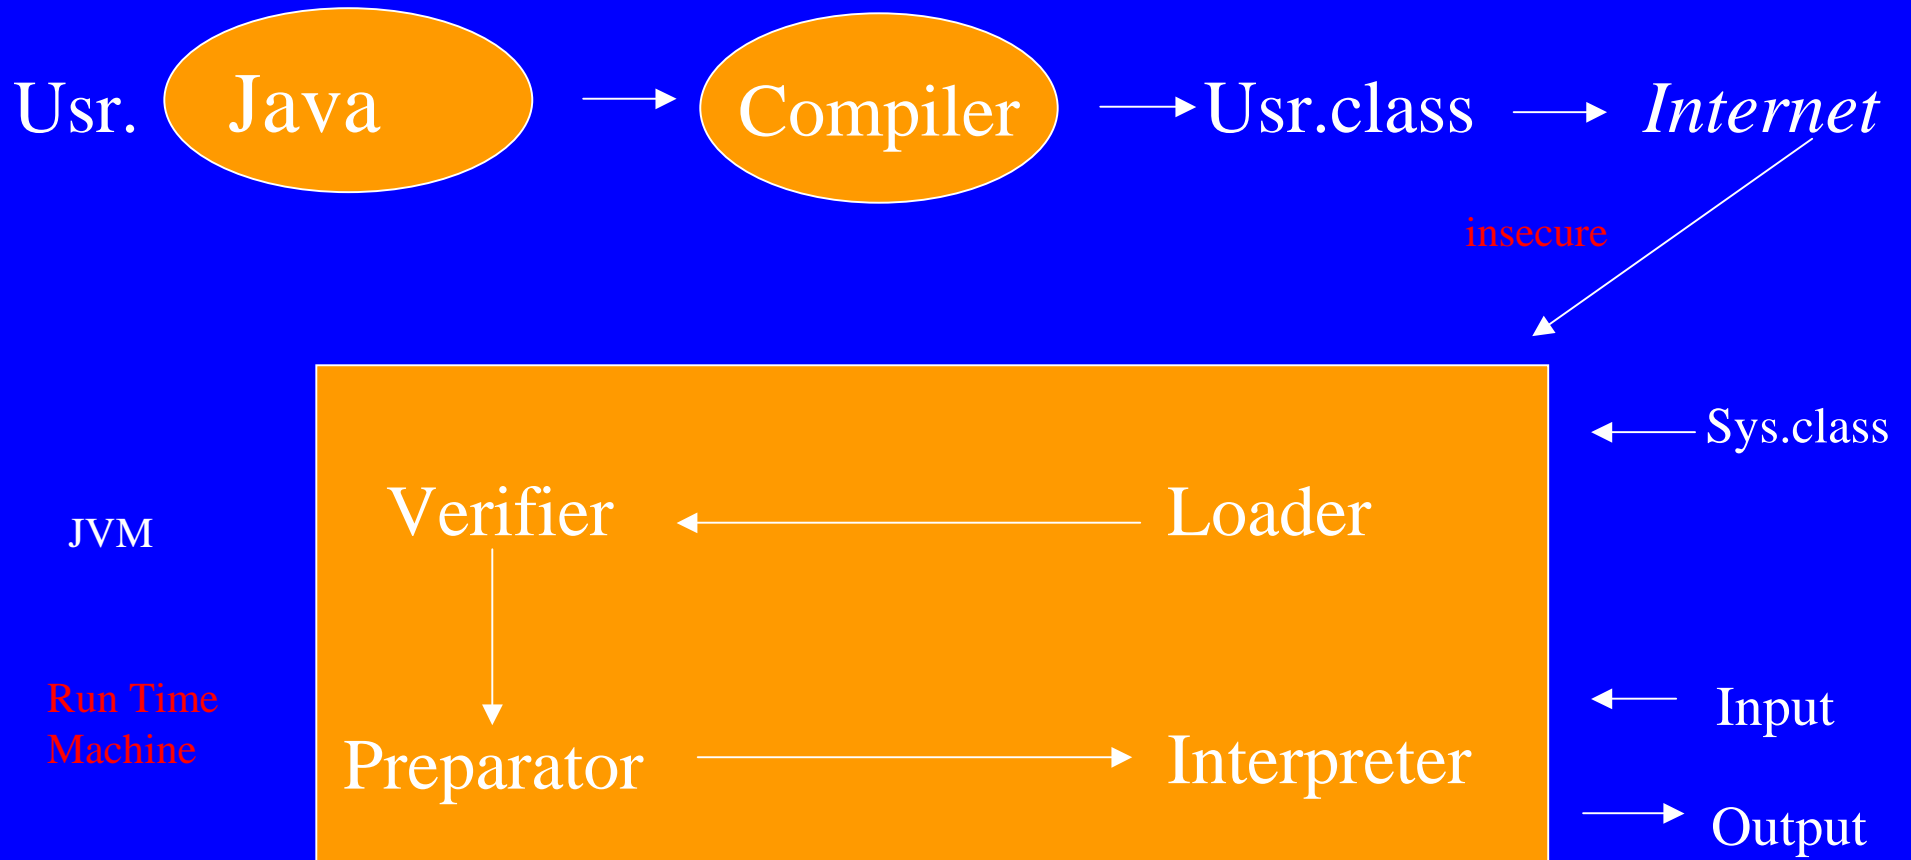 Usr. Java Compiler Usr.class Internet
insecure
Sys.class
Verifier Loader
JVM
Run Time
Machine
Input
Preparator Interpreter
Output